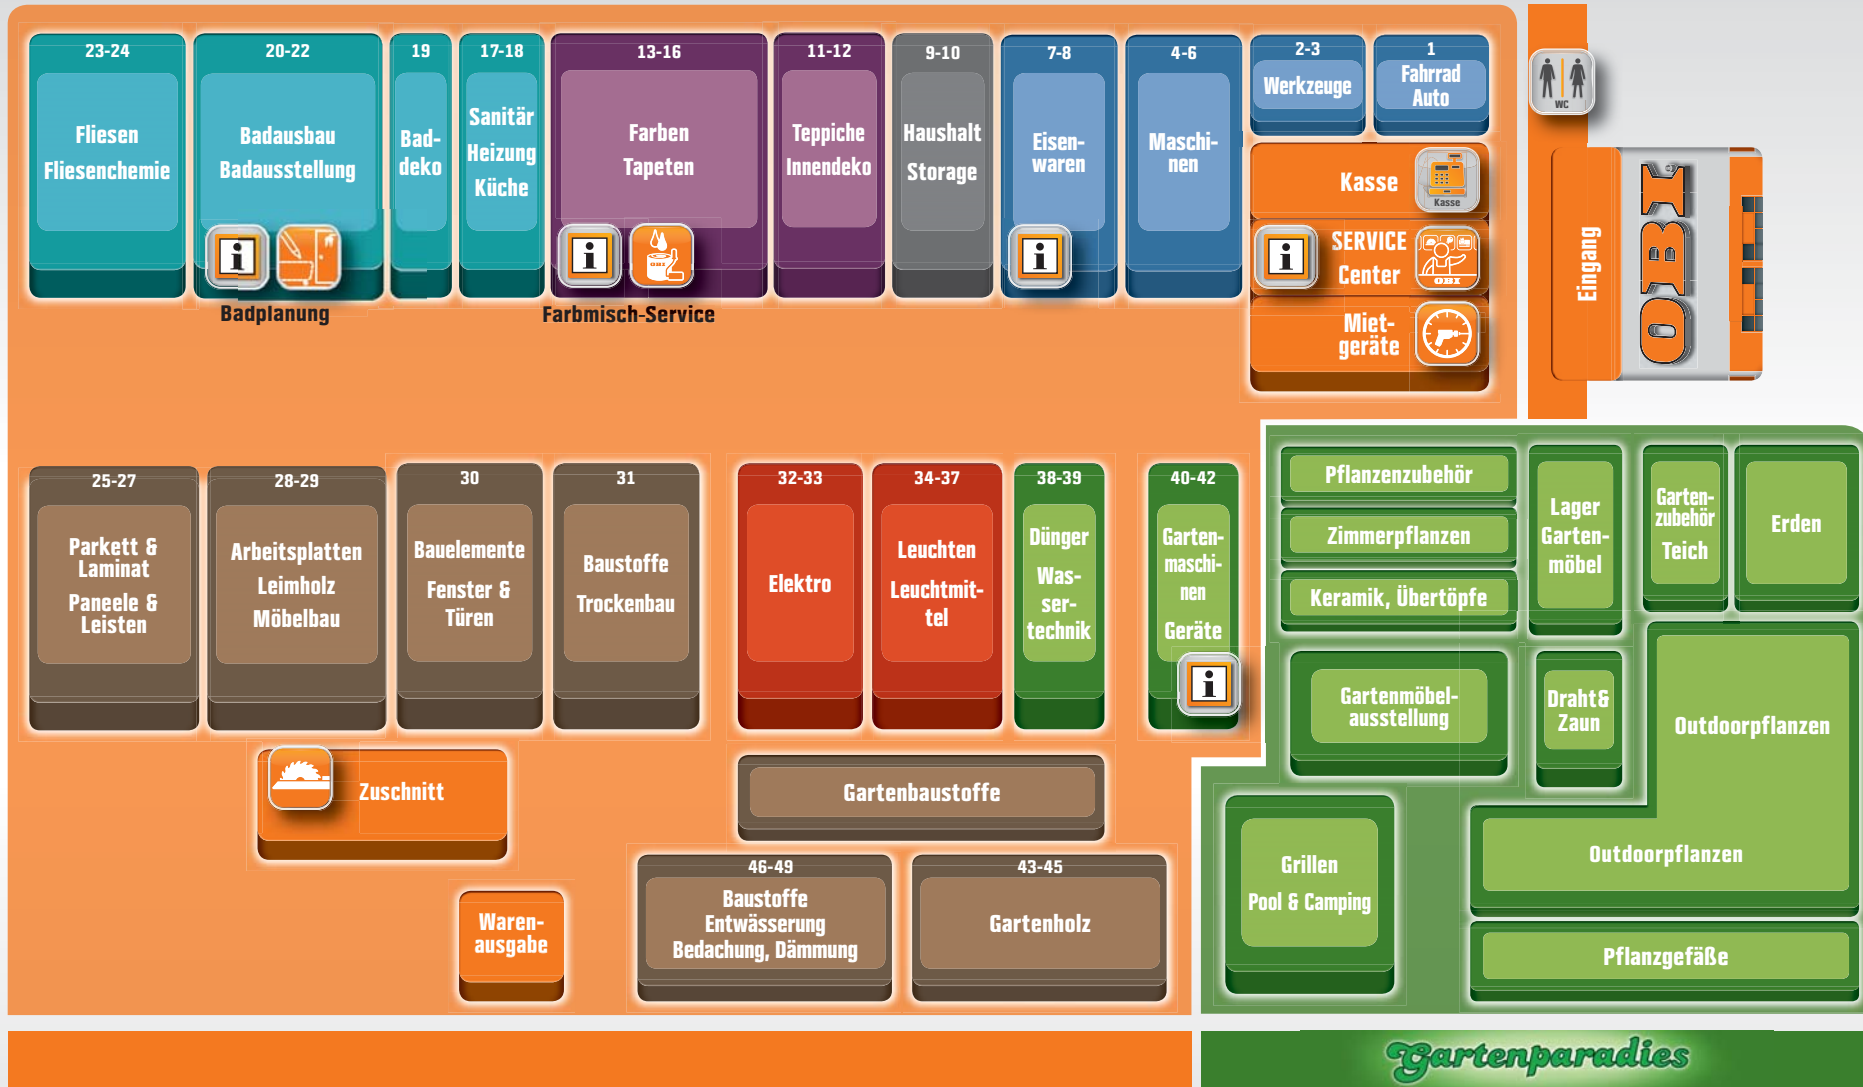 23-24
Fliesen
Fliesenchemie
20-22
Badausbau
Badausstellung
i
Badplanung
19
Bad-
deko
17-18
Sanitär
Heizung
Küche
13-16
Farben
Tapeten
i
OBI
Farbmisch-Service
11-12
Teppiche
Innendeko
9-10
Haushalt
Storage
7-8
Eisen-
waren
i
4-6
Maschi-
nen
2-3
Werkzeuge
1
Fahrrad
Auto
Kasse
Kasse
i
SERVICE
Center
OBI
Miet-
geräte
WC
Eingang
OBI
25-27
Parkett &
Laminat
Paneele &
Leisten
28-29
Arbeitsplatten
Leimholz
Möbelbau
30
Bauelemente
Fenster &
Türen
31
Baustoffe
Trockenbau
32-33
Elektro
34-37
Leuchten
Leuchtmit-
tel
38-39
Dünger
Was-
ser-
technik
40-42
Garten-
maschi-
nen
Geräte
i
Pflanzenzubehör
Zimmerpflanzen
Keramik, Übertöpfe
Lager
Garten-
möbel
Garten-
zubehör
Teich
Erden
Gartenmöbel-
ausstellung
Draht&
Zaun
Outdoorpflanzen
Outdoorpflanzen
Grillen
Pool & Camping
Pflanzgefäße
Zuschnitt
Gartenbaustoffe
Waren-
ausgabe
46-49
Baustoffe
Entwässerung
Bedachung, Dämmung
43-45
Gartenholz
Gartenparadies